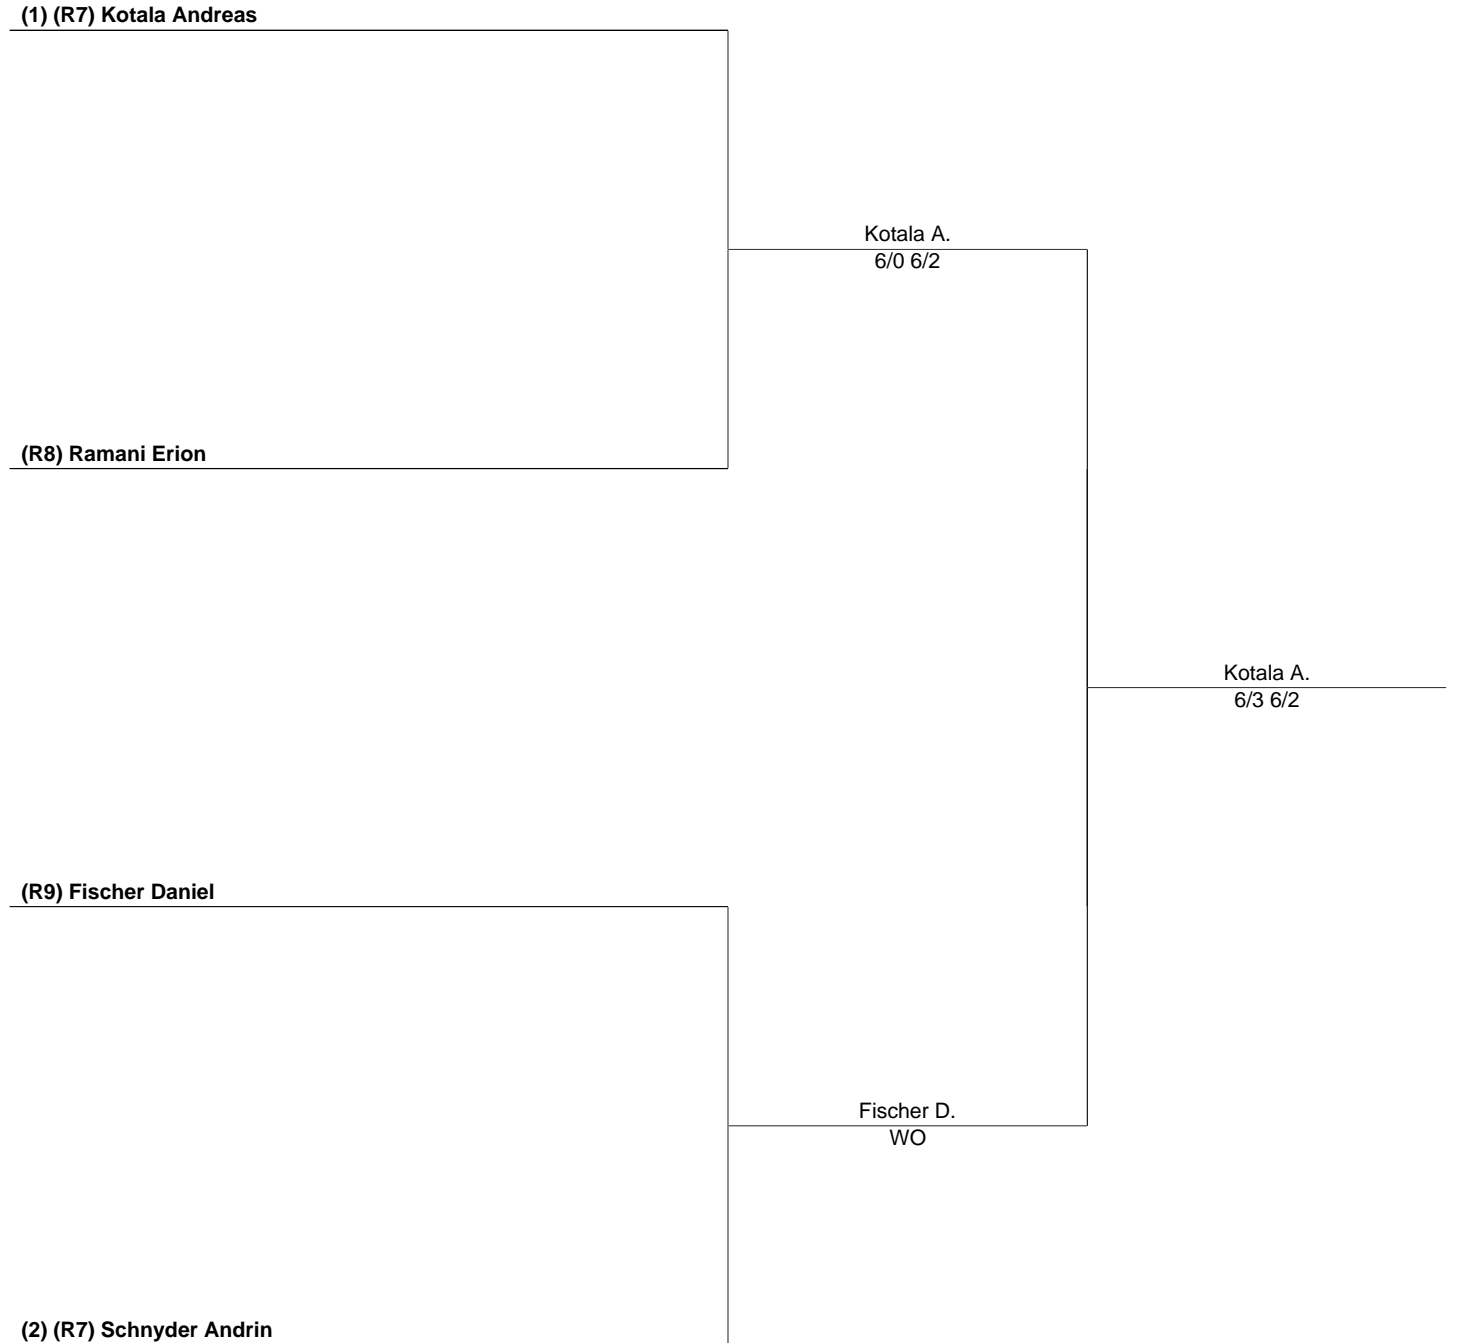 (1) (R7) Kotala Andreas
Kotala A.
6/0 6/2
(R8) Ramani Erion
Kotala A.
6/3 6/2
(R9) Fischer Daniel
Fischer D.
WO
(2) (R7) Schnyder Andrin